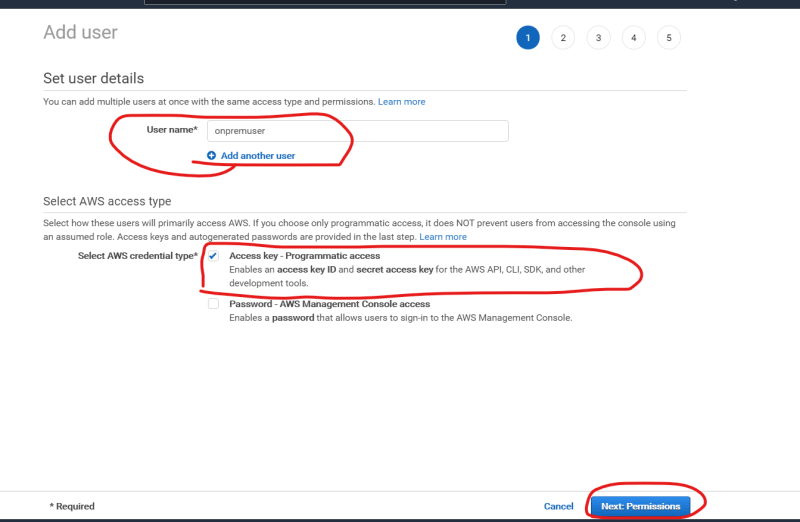 Add user
1 2 3 4 5
Set user details
You can add multiple users at once with the same access type and permissions. Learn more
User name* onpremuser
Add another user
Select AWS access type
Select how these users will primarily access AWS. If you choose only programmatic access, it does NOT prevent users from accessing the console using
an assumed role. Access keys and autogenerated passwords are provided in the last step. Learn more
Select AWS credential type* Access key - Programmatic access
Enables an access key ID and secret access key for the AWS API, CLI, SDK, and other
development tools.
Password - AWS Management Console access
Enables a password that allows users to sign-in to the AWS Management Console.
* Required Cancel Next: Permissions